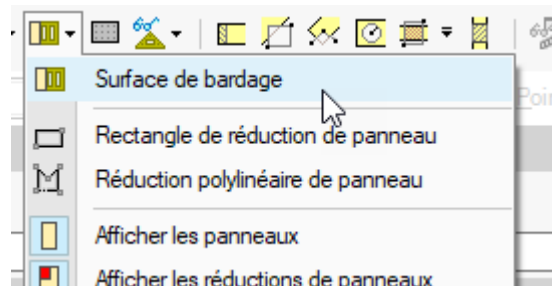 Surface de bardage
Poi
Rectangle de réduction de panneau
Réduction polylinéaire de panneau
Afficher les panneaux
Afficher les réductions de panneaux